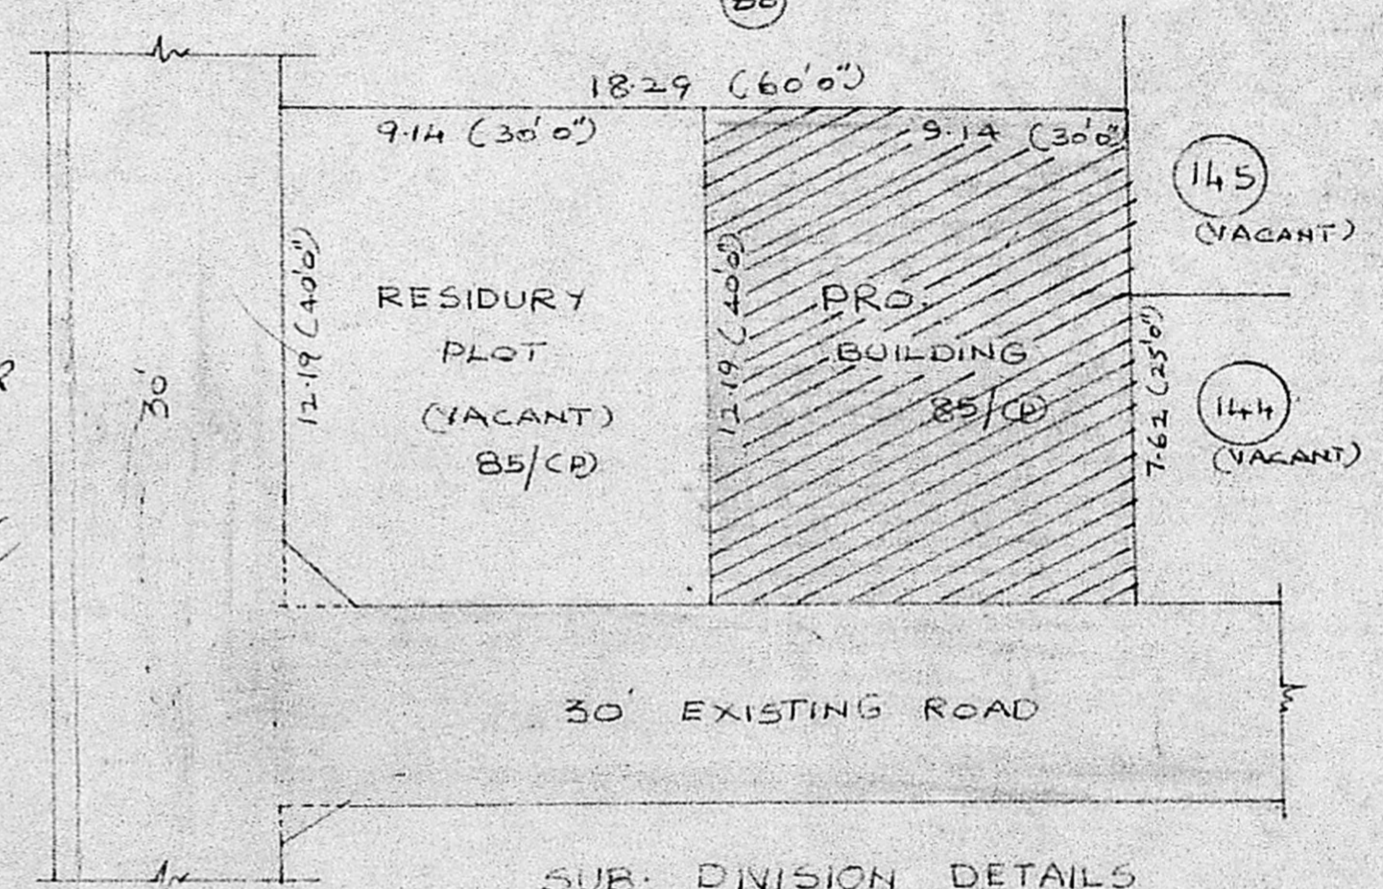 18.29 (60'0")
9.14 (30'0")
9.14 (30'0")
145
(VACANT)
12.19 (40'0")
12.19 (40'0")
RESIDURY
PLOT
(VACANT)
85/(P)
PRO.
BUILDING
85/(P)
7.62 (25'0")
144
(VACANT)
30'
30' EXISTING ROAD
SUB. DIVISION DETAILS